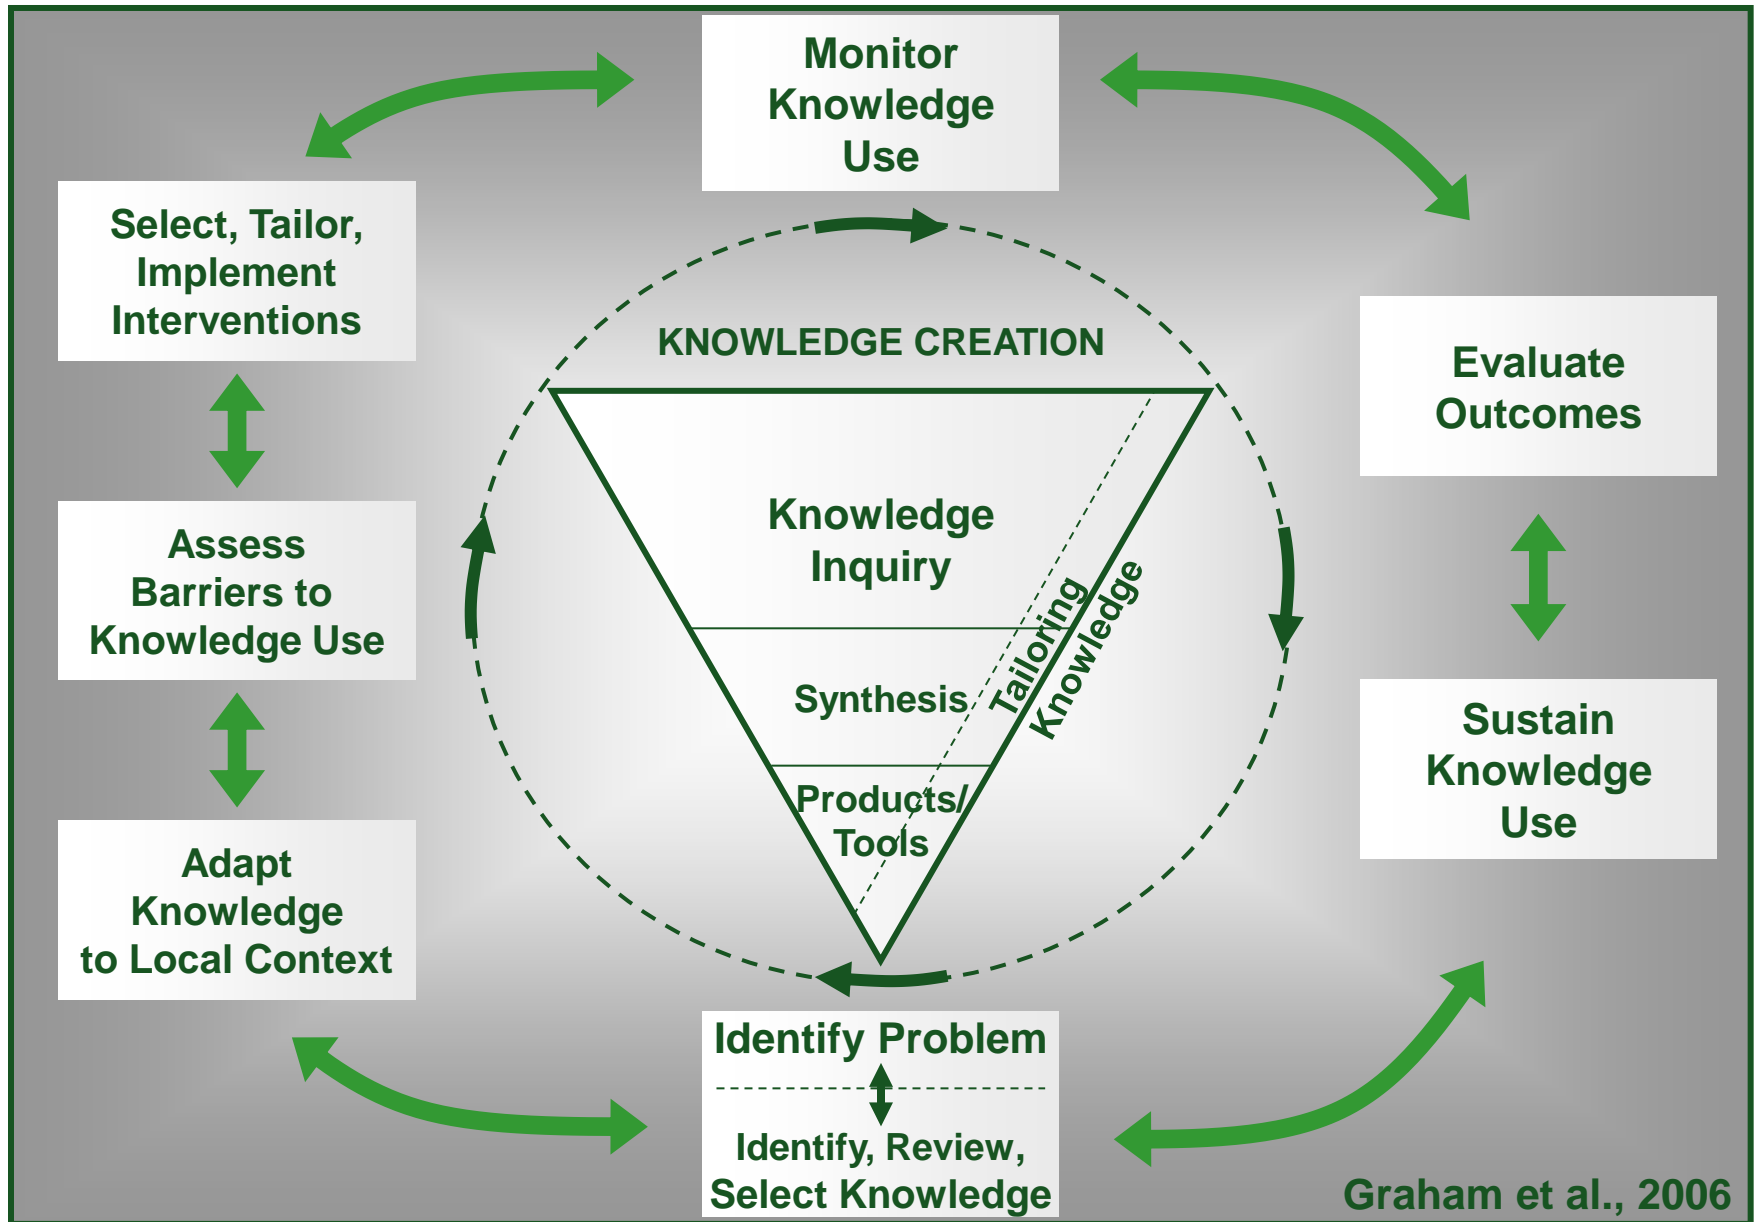 Monitor
Knowledge
Use
Select, Tailor,
Implement
Interventions
KNOWLEDGE CREATION
Evaluate
Outcomes
Knowledge
Inquiry
Assess
Barriers to
Knowledge Use
Tailoring
Knowledge
Synthesis
Sustain
Knowledge
Use
Products/
Tools
Adapt
Knowledge
to Local Context
Identify Problem
Identify, Review,
Select Knowledge
Graham et al., 2006